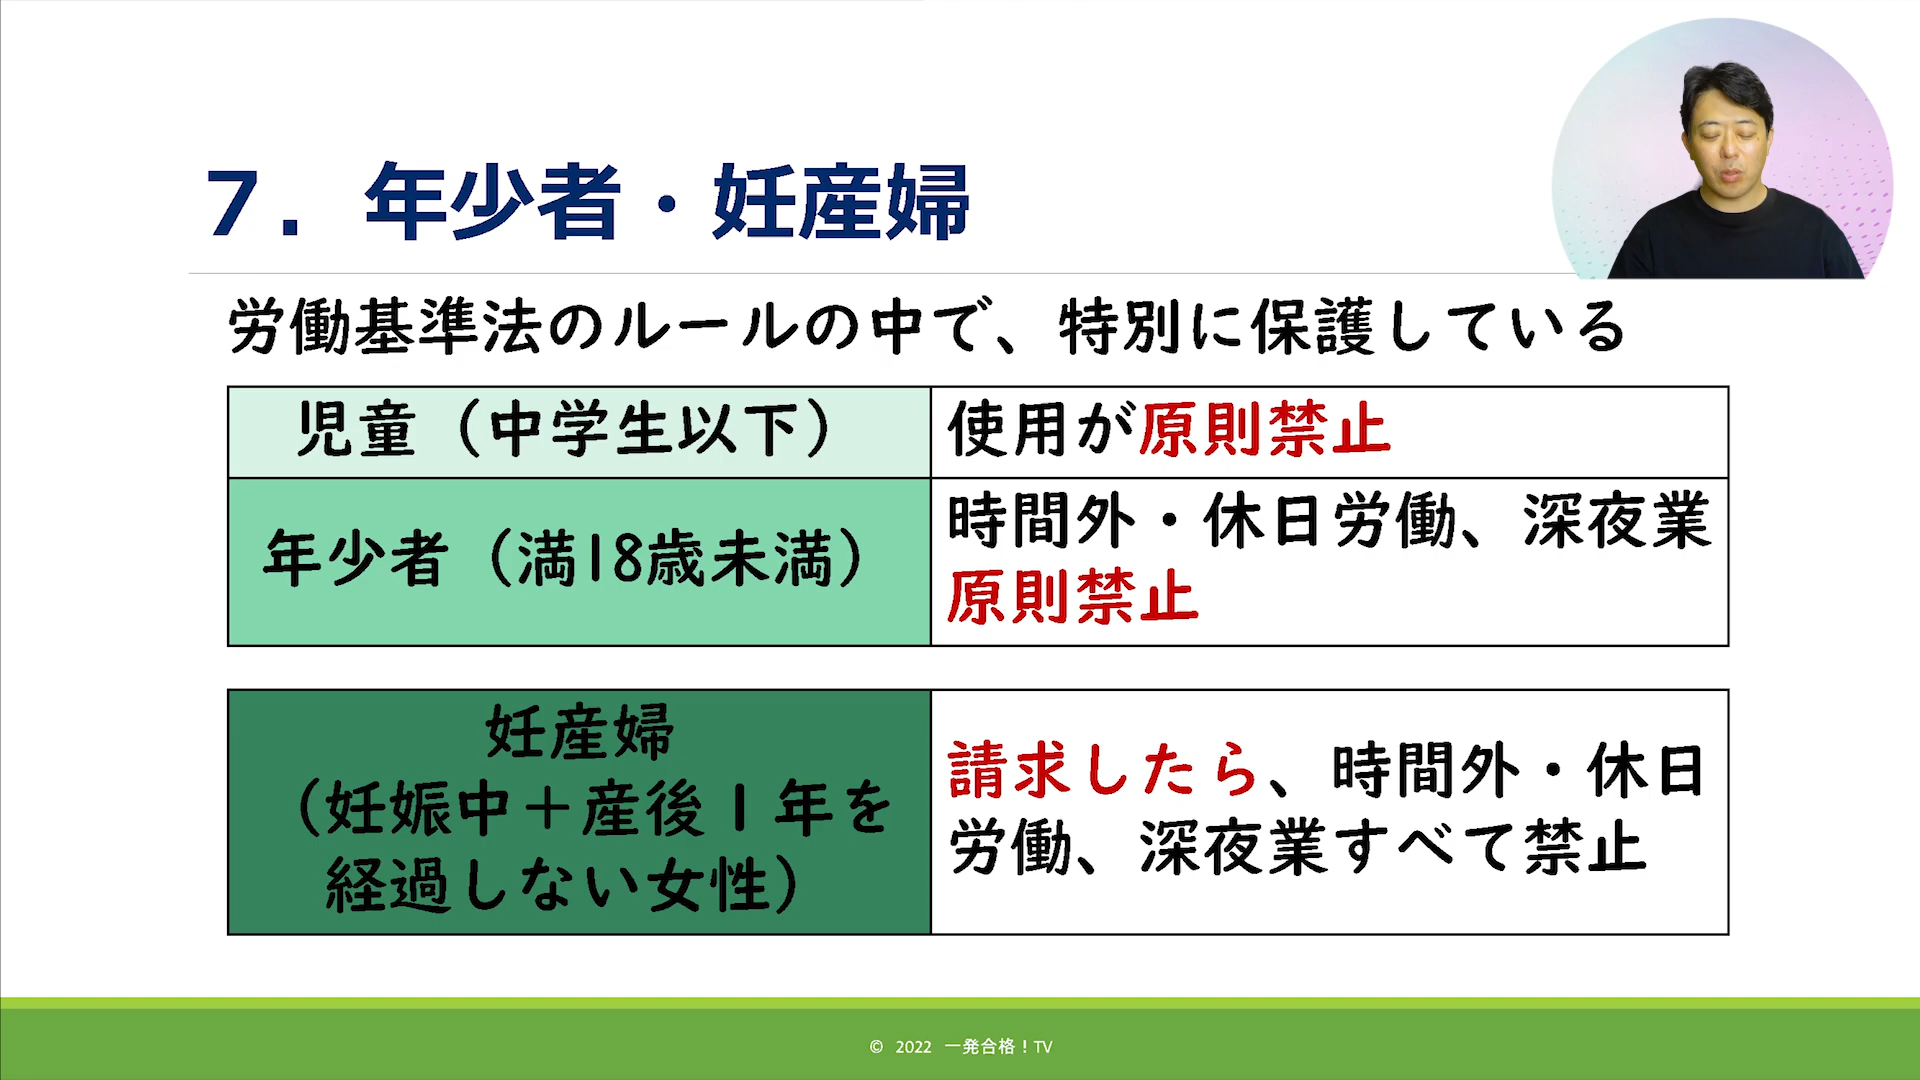 ７．年少者・妊産婦
労働基準法のルールの中で、特別に保護している
児童（中学生以下）
使用が原則禁止
年少者（満18歳未満）
時間外・休日労働、深夜業
原則禁止
妊産婦
（妊娠中＋産後１年を
経過しない女性）
請求したら、時間外・休日
労働、深夜業すべて禁止
© 2022 一発合格！TV